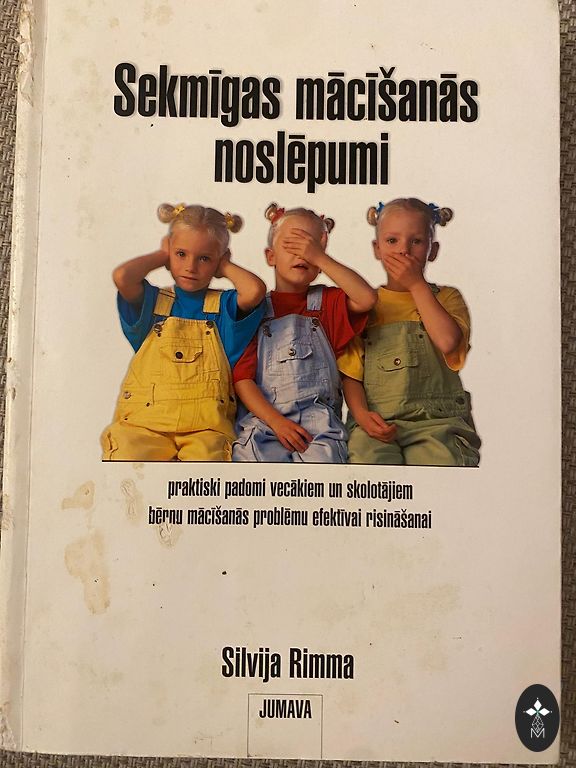 Sekmīgas mācīšanās
noslēpumi
praktiski padomi vecākiem un skolotājiem
bērnu mācīšanās problēmu efektīvai risināšanai
Silvija Rimma
JUMAVA
M